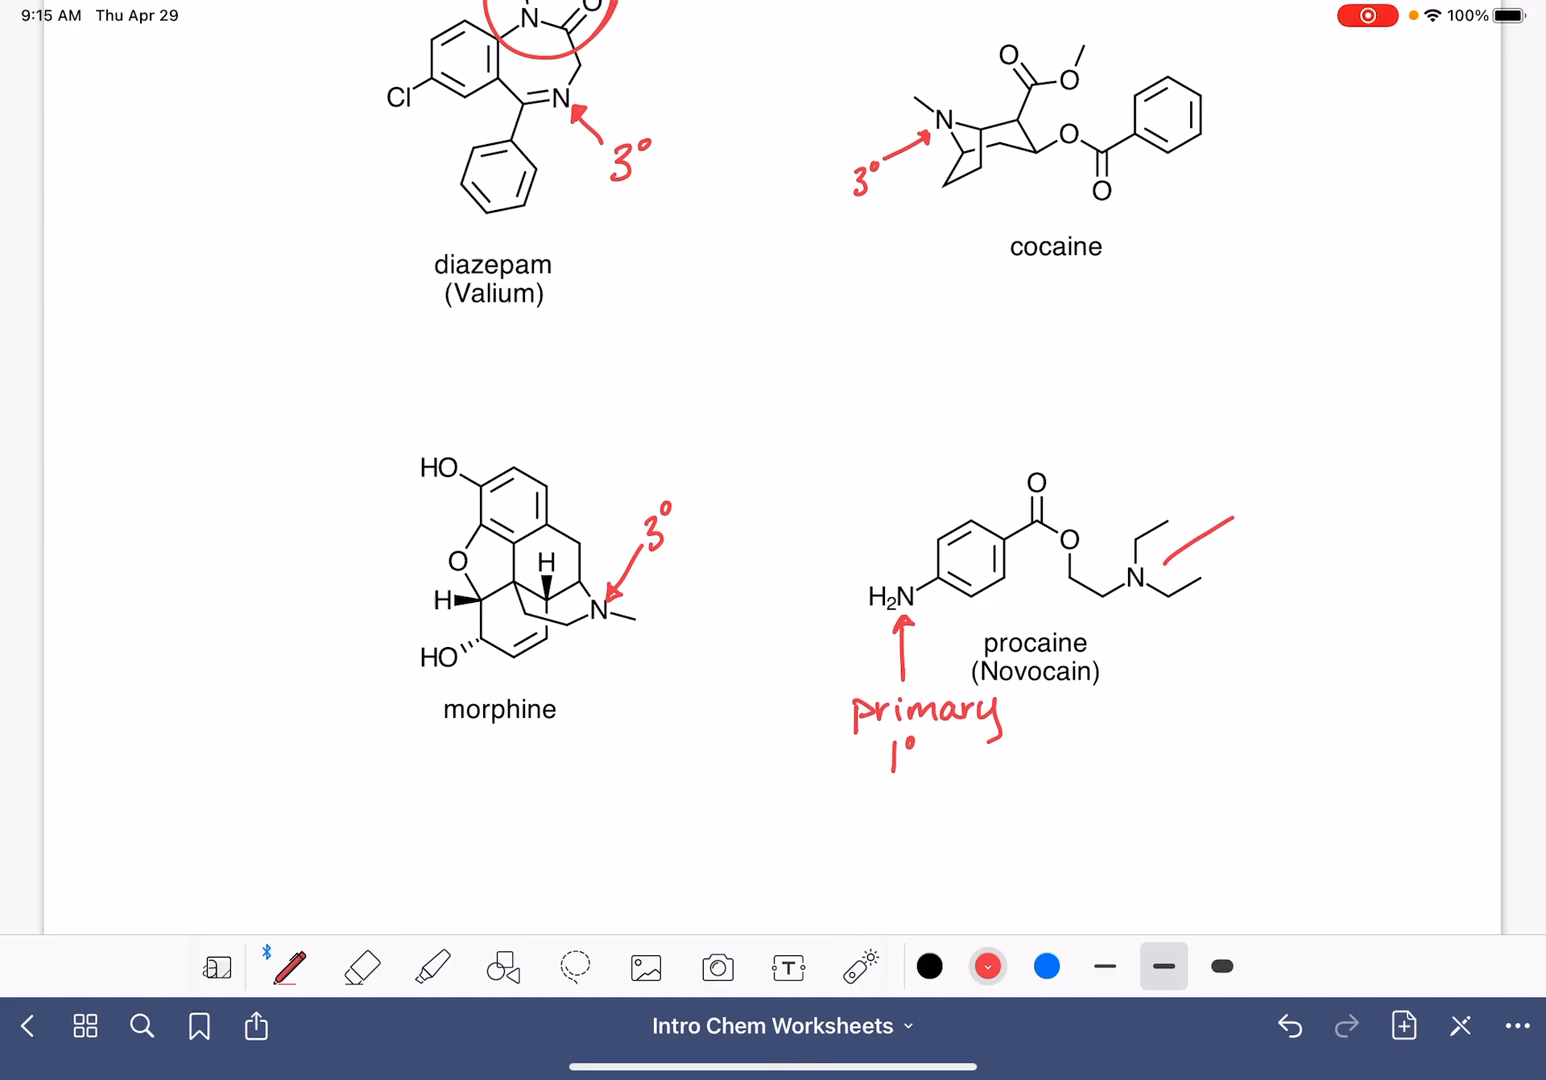 9:15 AM Thu Apr 29
100%
N
O
Cl
N
3°
diazepam
(Valium)
O
O
N
O
3°
O
cocaine
HO
3°
O
H
H
N
HO
morphine
O
O
N
H₂N
procaine
(Novocain)
primary
1°
a
T
Intro Chem Worksheets